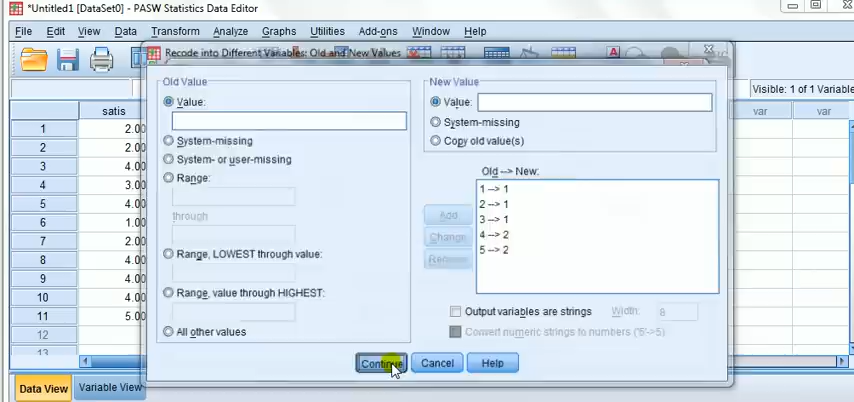 *Untitled1 [DataSet0] - PASW Statistics Data Editor
File Edit View Data Transform Analyze Graphs Utilities Add-ons Window Help
Recode into Different Variables: Old and New Values
Visible: 1 of 1 Variable
satis
var
var
1 2.00
2 2.00
3 4.00
4 3.00
5 4.00
6 1.00
7 2.00
8 4.00
9 4.00
10 4.00
11 5.00
12
13
Old Value
Value:
System-missing
System- or user-missing
Range:
through
Range, LOWEST through value:
Range, value through HIGHEST:
All other values
New Value
Value:
System-missing
Copy old value(s)
Old --> New:
1 --> 1
2 --> 1
3 --> 1
4 --> 2
5 --> 2
Add
Change
Remove
Output variables are strings Width: 8
Convert numeric strings to numbers ('5'->5)
Continue Cancel Help
Data View Variable View